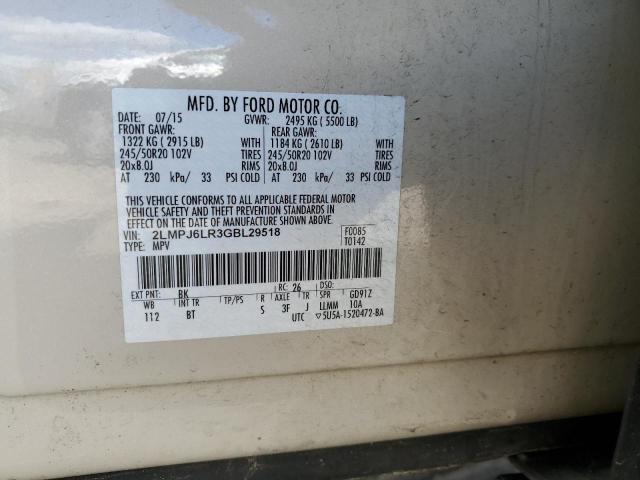 MFD. BY FORD MOTOR CO.
DATE: 07/15 GVWR: 2495 KG ( 5500 LB)
FRONT GAWR: REAR GAWR:
1322 KG ( 2915 LB) WITH 1184 KG ( 2610 LB) WITH
245/50R20 102V TIRES 245/50R20 102V TIRES
20x8.0J RIMS 20x8.0J RIMS
AT 230 kPa/ 33 PSI COLD AT 230 kPa/ 33 PSI COLD
THIS VEHICLE CONFORMS TO ALL APPLICABLE FEDERAL MOTOR
VEHICLE SAFETY AND THEFT PREVENTION STANDARDS IN
EFFECT ON THE DATE OF MANUFACTURE SHOWN ABOVE.
VIN: 2LMPJ6LR3GBL29518 F0085
TYPE: MPV T0142
EXT PNT: BK RC: 26 GD91Z
WB INT TR TP/PS R AXLE TR SPR
112 BT S 3F J LLMM 10A
UTC ▽5U5A-1520472-BA